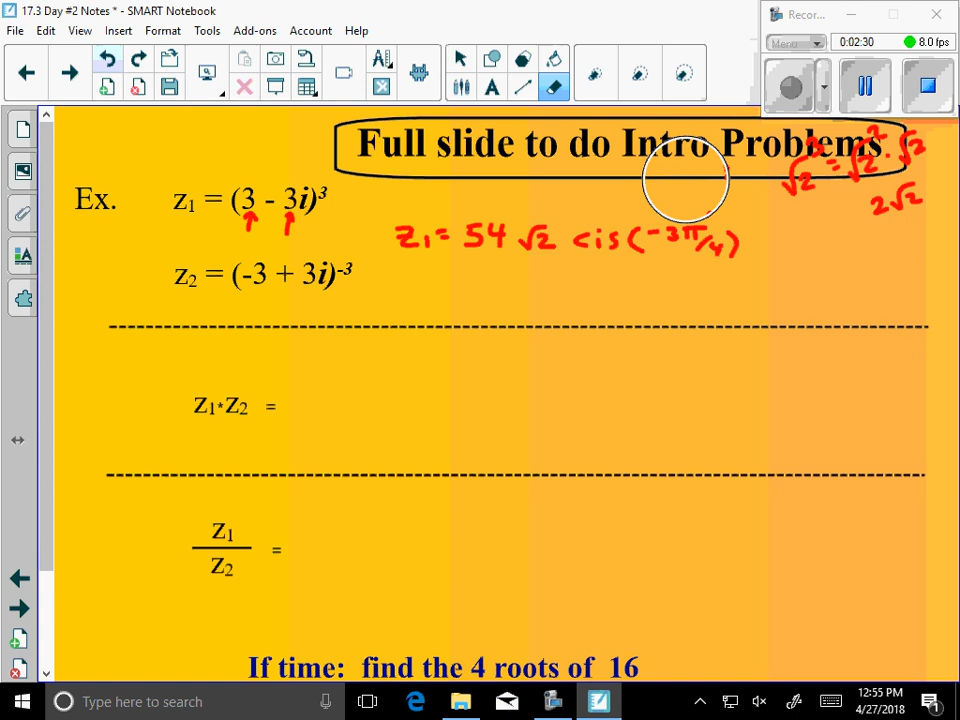 17.3 Day #2 Notes * - SMART Notebook
Recor...
File Edit View Insert Format Tools Add-ons Account Help
Menu
0:02:30
8.0 fps
Full slide to do Intro Problems
√2³ = √2² · √2
2√2
Ex. z₁ = (3 - 3i)³
z₁ = 54 √2 cis(-3π/4)
z₂ = (-3 + 3i)⁻³
z₁*z₂ =
z₁
z₂ =
If time: find the 4 roots of 16
Type here to search
12:55 PM
4/27/2018
1